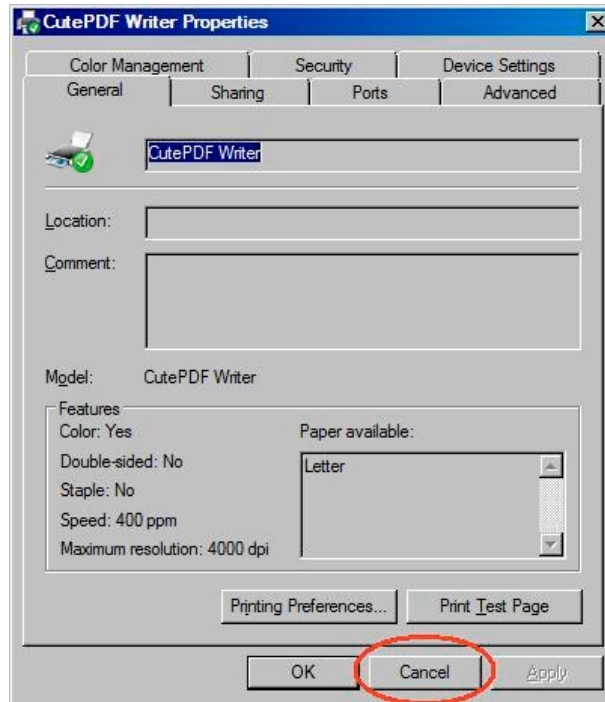 CutePDF Writer Properties
Color Management Security Device Settings
General Sharing Ports Advanced
CutePDF Writer
Location:
Comment:
Model: CutePDF Writer
Features
Color: Yes Paper available:
Double-sided: No Letter
Staple: No
Speed: 400 ppm
Maximum resolution: 4000 dpi
Printing Preferences... Print Test Page
OK Cancel Apply